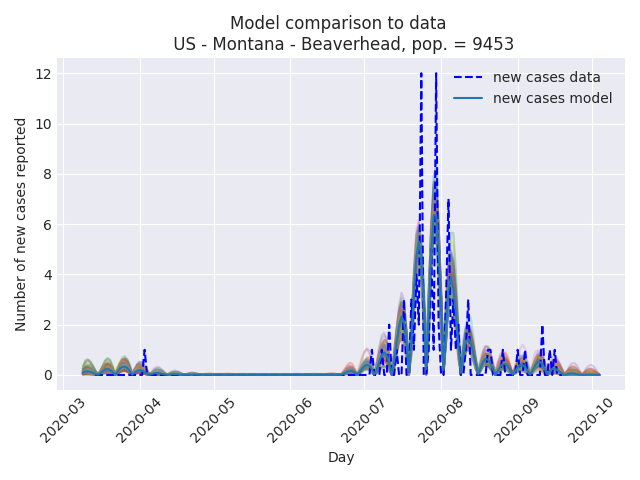 Model comparison to data
US - Montana - Beaverhead, pop. = 9453
new cases data
new cases model
Number of new cases reported
12
10
8
6
4
2
0
2020-03
2020-04
2020-05
2020-06
2020-07
2020-08
2020-09
2020-10
Day